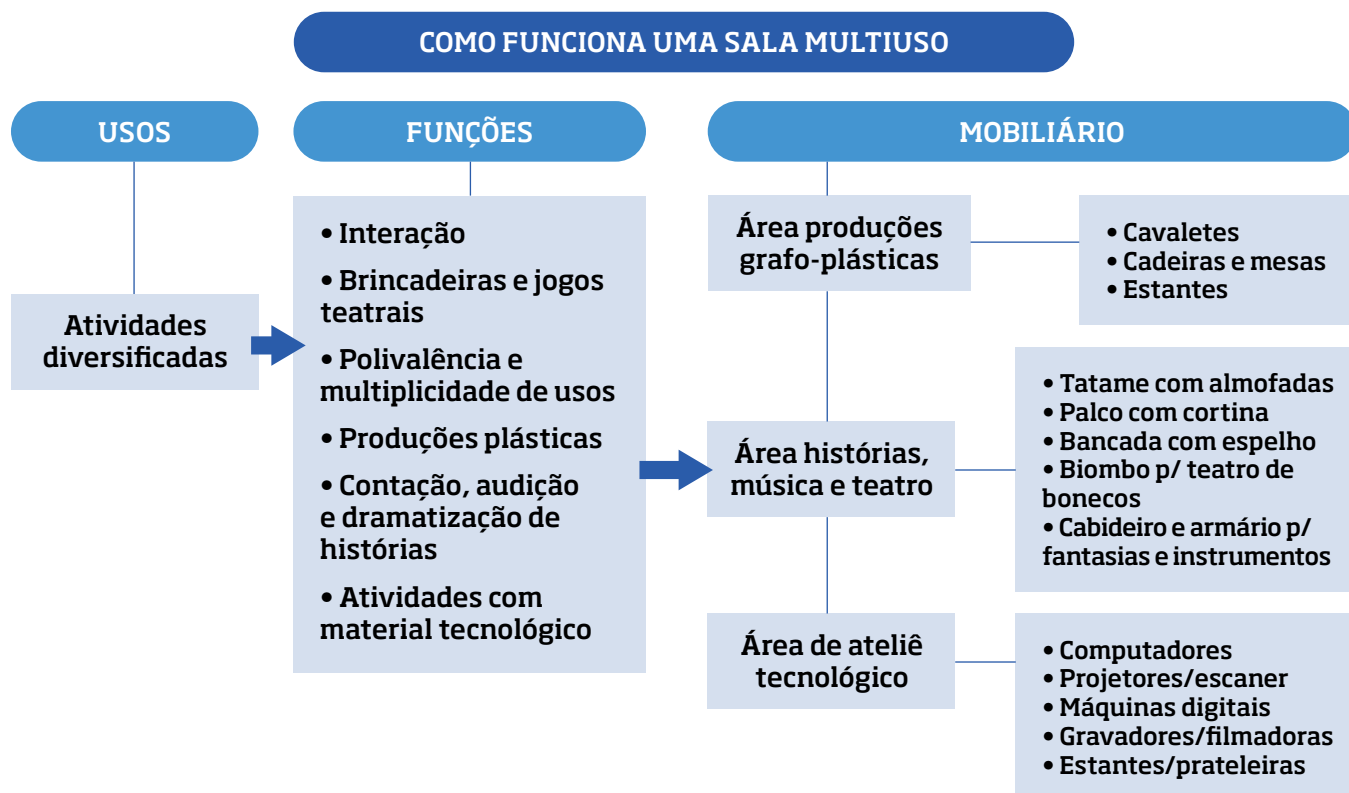 COMO FUNCIONA UMA SALA MULTIUSO
USOS
Atividades
diversificadas
FUNÇÕES
• Interação
• Brincadeiras e jogos
teatrais
• Polivalência e
multiplicidade de usos
• Produções plásticas
• Contação, audição
e dramatização de
histórias
• Atividades com
material tecnológico
MOBILIÁRIO
Área produções
grafo-plásticas
• Cavaletes
• Cadeiras e mesas
• Estantes
Área histórias,
música e teatro
• Tatame com almofadas
• Palco com cortina
• Bancada com espelho
• Biombo p/ teatro de
bonecos
• Cabideiro e armário p/
fantasias e instrumentos
Área de ateliê
tecnológico
• Computadores
• Projetores/escaner
• Máquinas digitais
• Gravadores/filmadoras
• Estantes/prateleiras